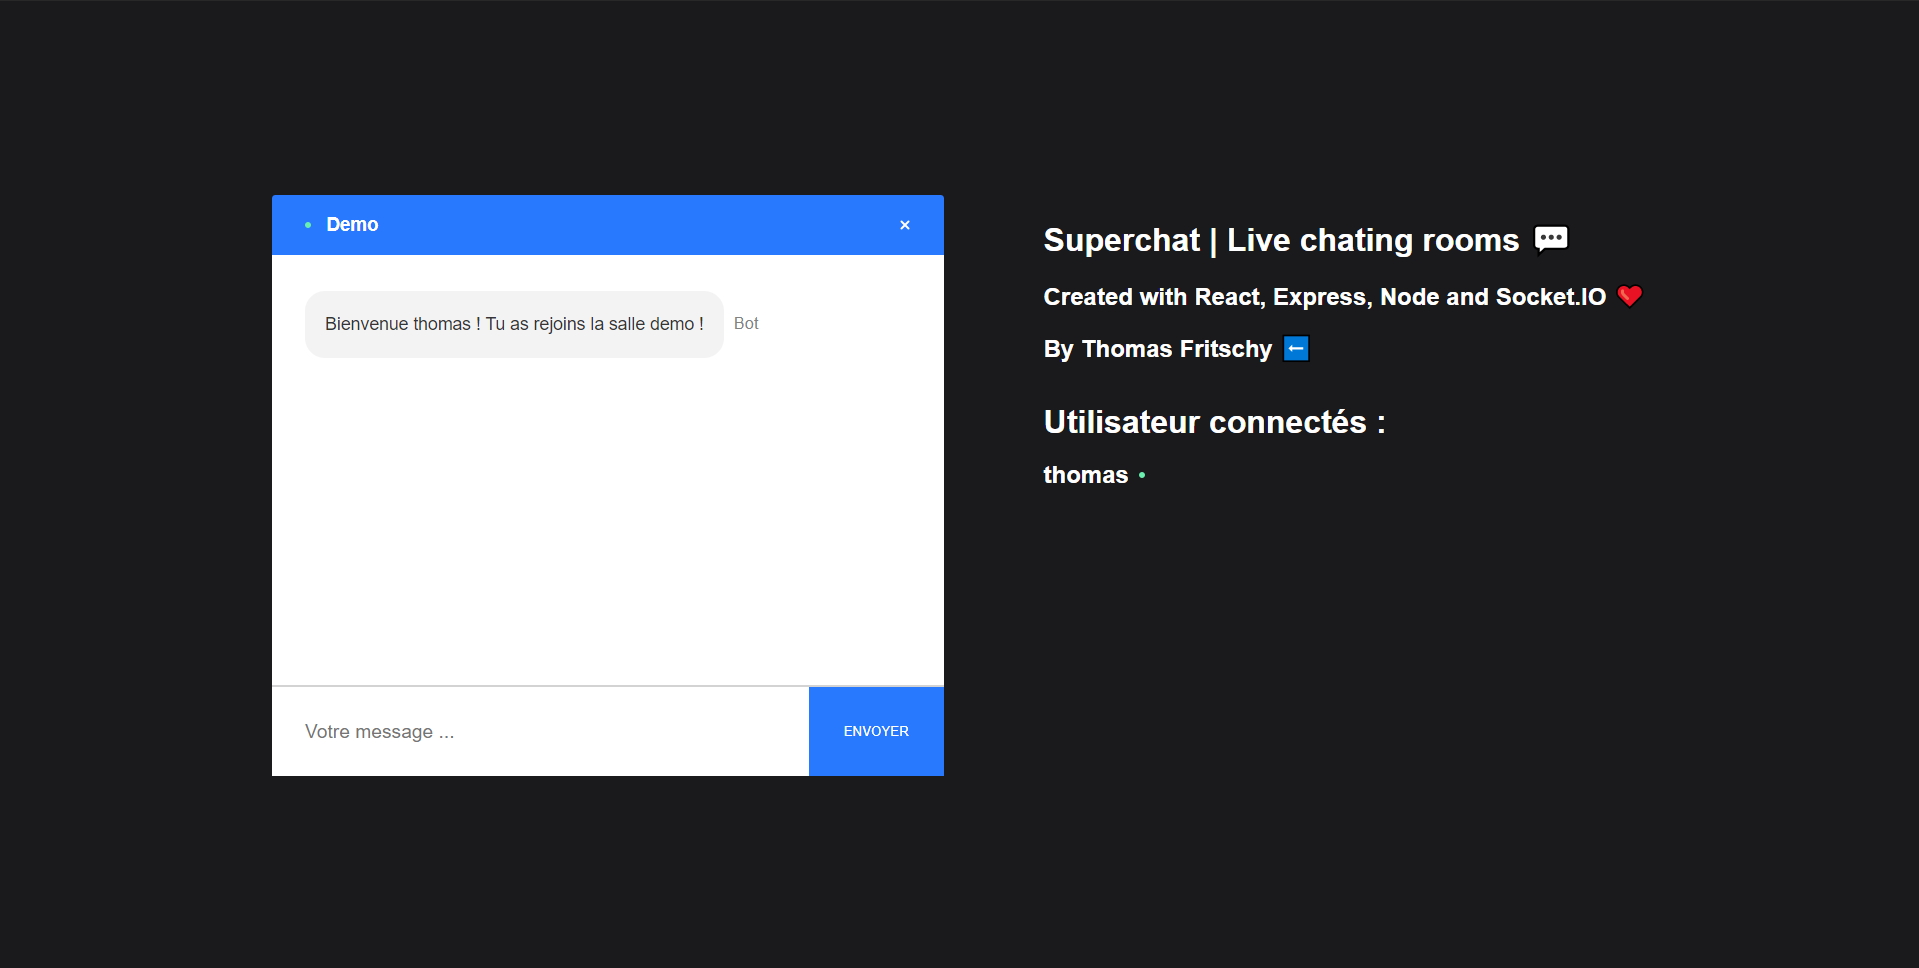 Demo
×
Bienvenue thomas ! Tu as rejoins la salle demo !
Bot
Votre message ...
ENVOYER
Superchat | Live chating rooms 💬
Created with React, Express, Node and Socket.IO ❤️
By Thomas Fritschy ⬅️
Utilisateur connectés :
thomas